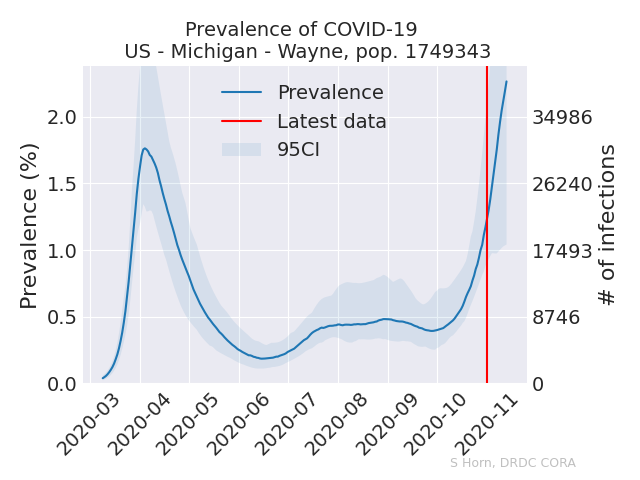 Prevalence of COVID-19
US - Michigan - Wayne, pop. 1749343
Prevalence
Latest data
95CI
Prevalence (%)
2.0
1.5
1.0
0.5
0.0
34986
26240
17493
8746
0
# of infections
2020-03
2020-04
2020-05
2020-06
2020-07
2020-08
2020-09
2020-10
2020-11
S Horn, DRDC CORA